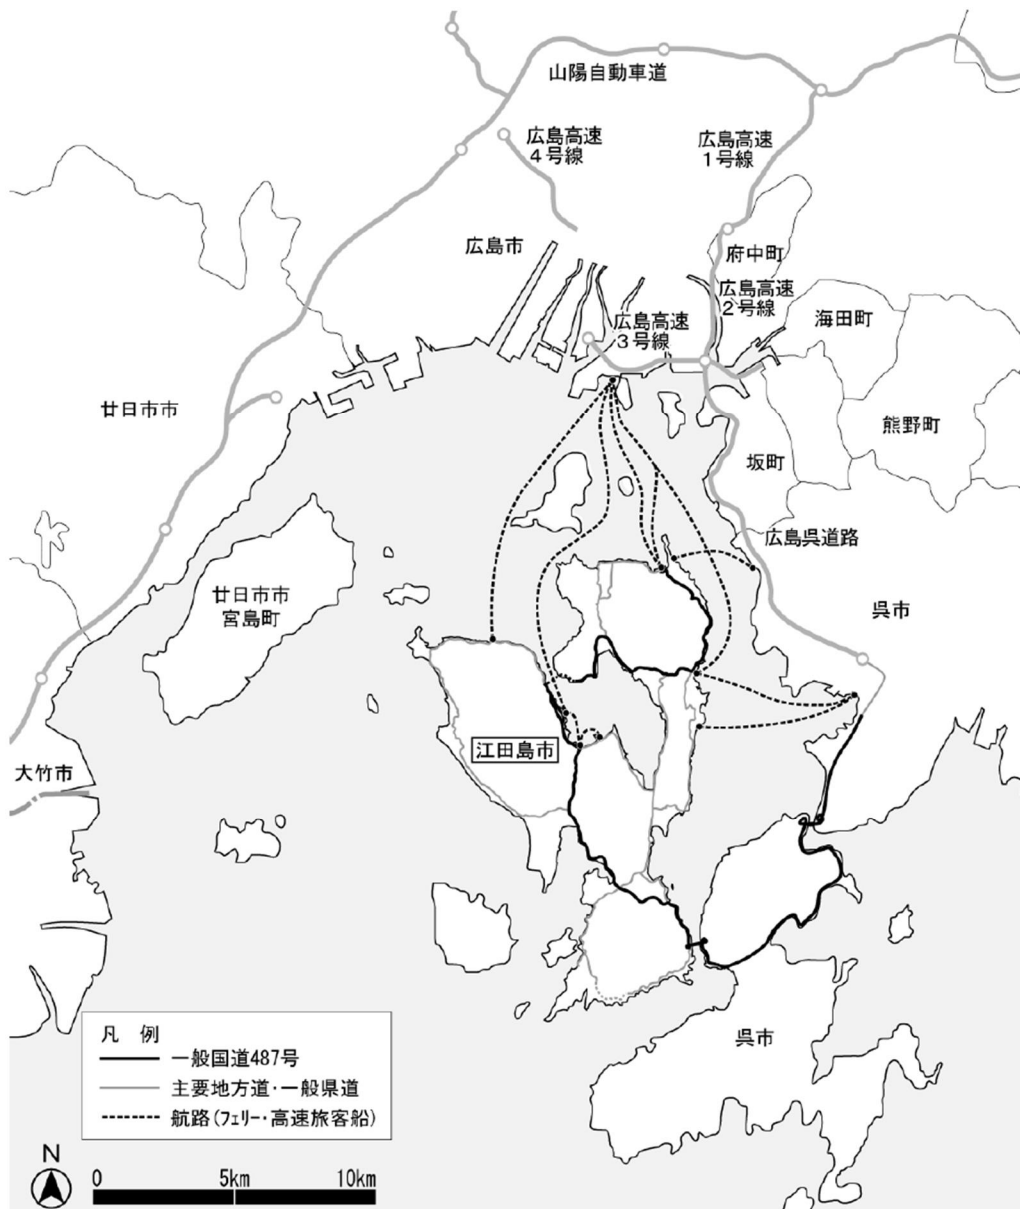 山陽自動車道
広島高速
4号線
広島高速
1号線
広島市
府中町
広島高速
2号線
広島高速
3号線
海田町
廿日市市
熊野町
坂町
広島呉道路
廿日市市
宮島町
呉市
江田島市
大竹市
呉市
凡 例
一般国道487号
主要地方道・一般県道
航路(フェリー・高速旅客船)
N
0 5km 10km